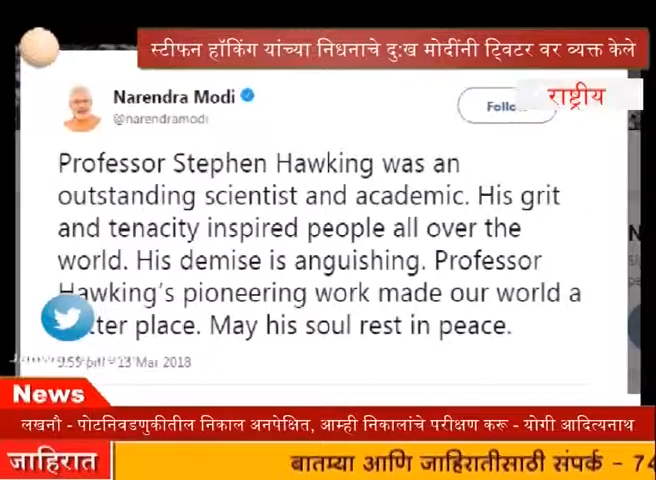 स्टीफन हॉकिंग यांच्या निधनाचे दु:ख मोदींनी ट्विटर वर व्यक्त केले
Narendra Modi
@narendramodi
राष्ट्रीय
Professor Stephen Hawking was an
outstanding scientist and academic. His grit
and tenacity inspired people all over the
world. His demise is anguishing. Professor
Hawking's pioneering work made our world a
place. May his soul rest in peace.
13 Mar 2018
News
लखनौ - पोटनिवडणुकीतील निकाल अनपेक्षित, आम्ही निकालांचे परीक्षण करू - योगी आदित्यनाथ
जाहिरात
बातम्या आणि जाहिरातीसाठी संपर्क - 74